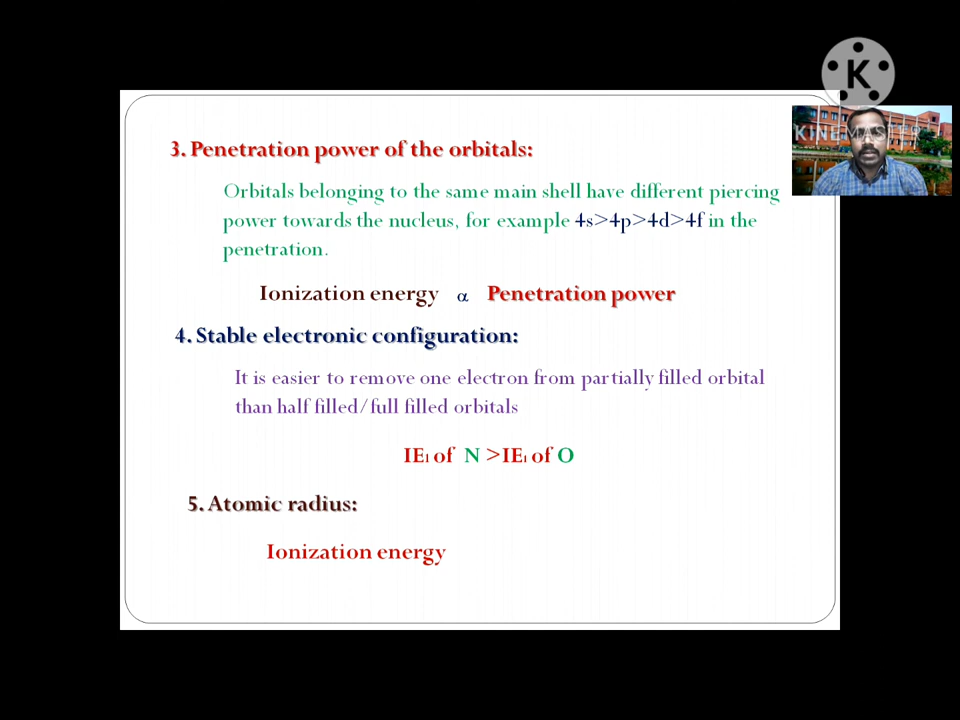 K
KINEMASTER
3. Penetration power of the orbitals:
Orbitals belonging to the same main shell have different piercing
power towards the nucleus, for example 4s>4p>4d>4f in the
penetration.
Ionization energy α Penetration power
4. Stable electronic configuration:
It is easier to remove one electron from partially filled orbital
than half filled/full filled orbitals
IE₁ of N >IE₁ of O
5. Atomic radius:
Ionization energy